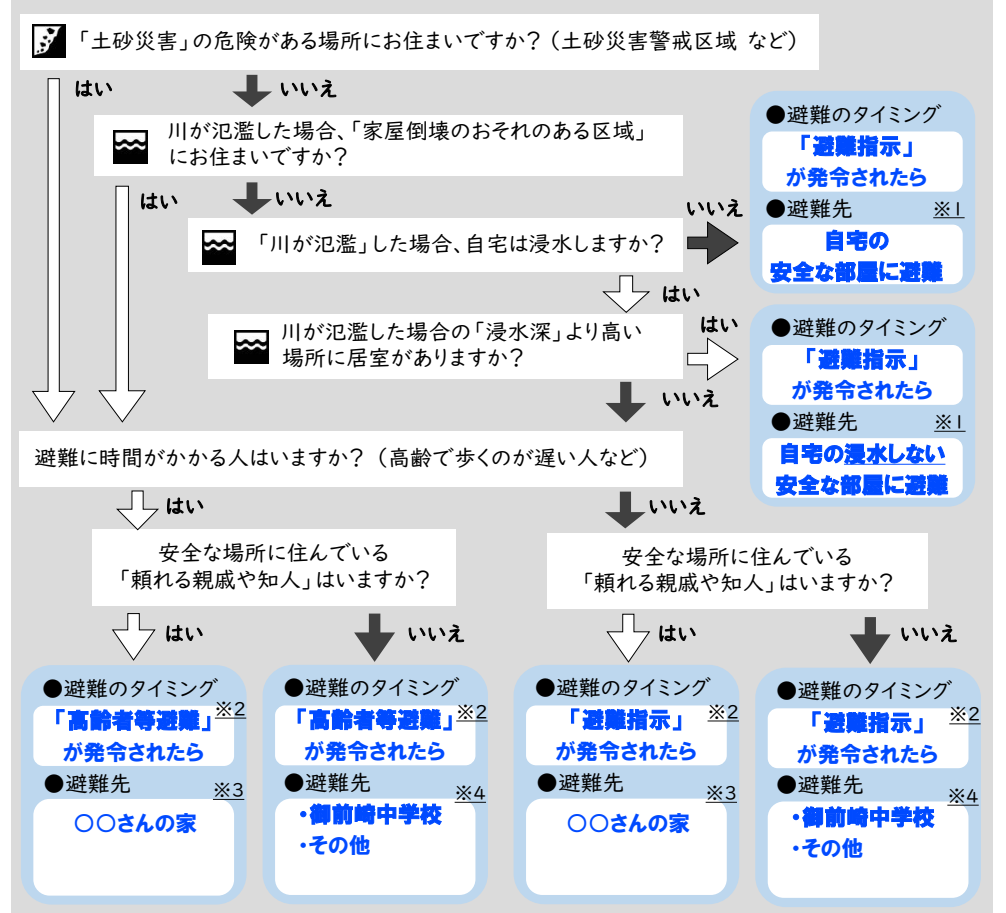 「土砂災害」の危険がある場所にお住まいですか？（土砂災害警戒区域 など）
はい
いいえ
川が氾濫した場合、「家屋倒壊のおそれのある区域」
にお住まいですか？
はい
いいえ
「川が氾濫」した場合、自宅は浸水しますか？
いいえ
●避難のタイミング
「避難指示」
が発令されたら
●避難先 ※1
自宅の
安全な部屋に避難
はい
川が氾濫した場合の「浸水深」より高い
場所に居室がありますか？
はい
●避難のタイミング
「避難指示」
が発令されたら
●避難先 ※1
自宅の浸水しない
安全な部屋に避難
いいえ
避難に時間がかかる人はいますか？（高齢で歩くのが遅い人など）
はい
いいえ
安全な場所に住んでいる
「頼れる親戚や知人」はいますか？
安全な場所に住んでいる
「頼れる親戚や知人」はいますか？
はい
いいえ
はい
いいえ
●避難のタイミング
「高齢者等避難」※2
が発令されたら
●避難先 ※3
○○さんの家
●避難のタイミング
「高齢者等避難」※2
が発令されたら
●避難先 ※4
・御前崎中学校
・その他
●避難のタイミング
「避難指示」 ※2
が発令されたら
●避難先 ※3
○○さんの家
●避難のタイミング
「避難指示」 ※2
が発令されたら
●避難先 ※4
・御前崎中学校
・その他